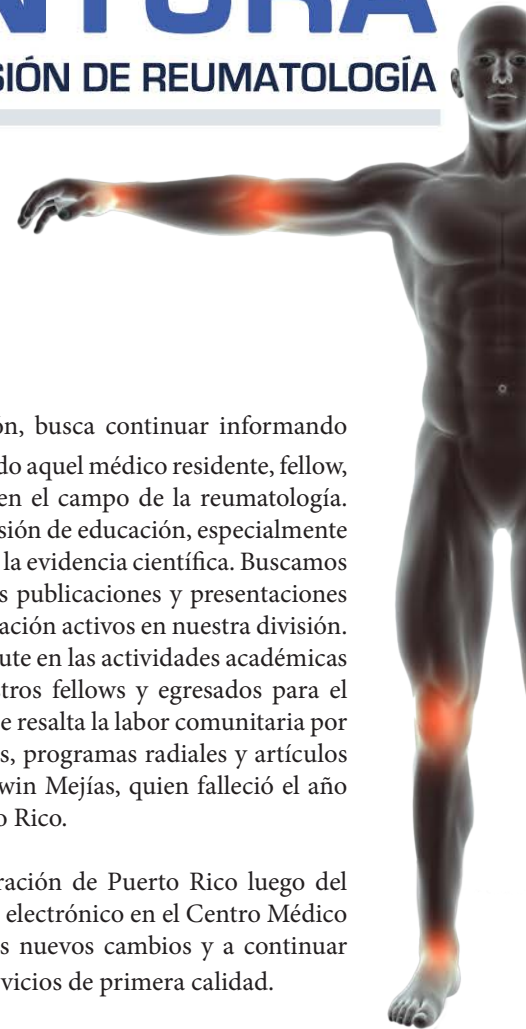 NTURA
SIÓN DE REUMATOLOGÍA
ón, busca continuar informando
do aquel médico residente, fellow,
en el campo de la reumatología.
sión de educación, especialmente
la evidencia científica. Buscamos
s publicaciones y presentaciones
ación activos en nuestra división.
ute en las actividades académicas
stros fellows y egresados para el
e resalta la labor comunitaria por
s, programas radiales y artículos
win Mejías, quien falleció el año
o Rico.
ración de Puerto Rico luego del
electrónico en el Centro Médico
s nuevos cambios y a continuar
vicios de primera calidad.